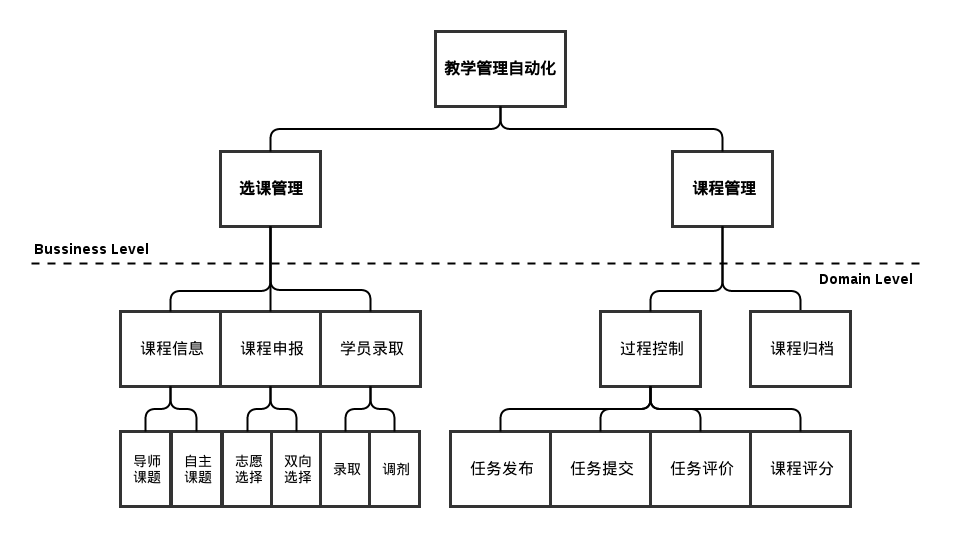 教学管理自动化
选课管理
课程管理
Bussiness Level
Domain Level
课程信息
课程申报
学员录取
过程控制
课程归档
导师
课题
自主
课题
志愿
选择
双向
选择
录取
调剂
任务发布
任务提交
任务评价
课程评分